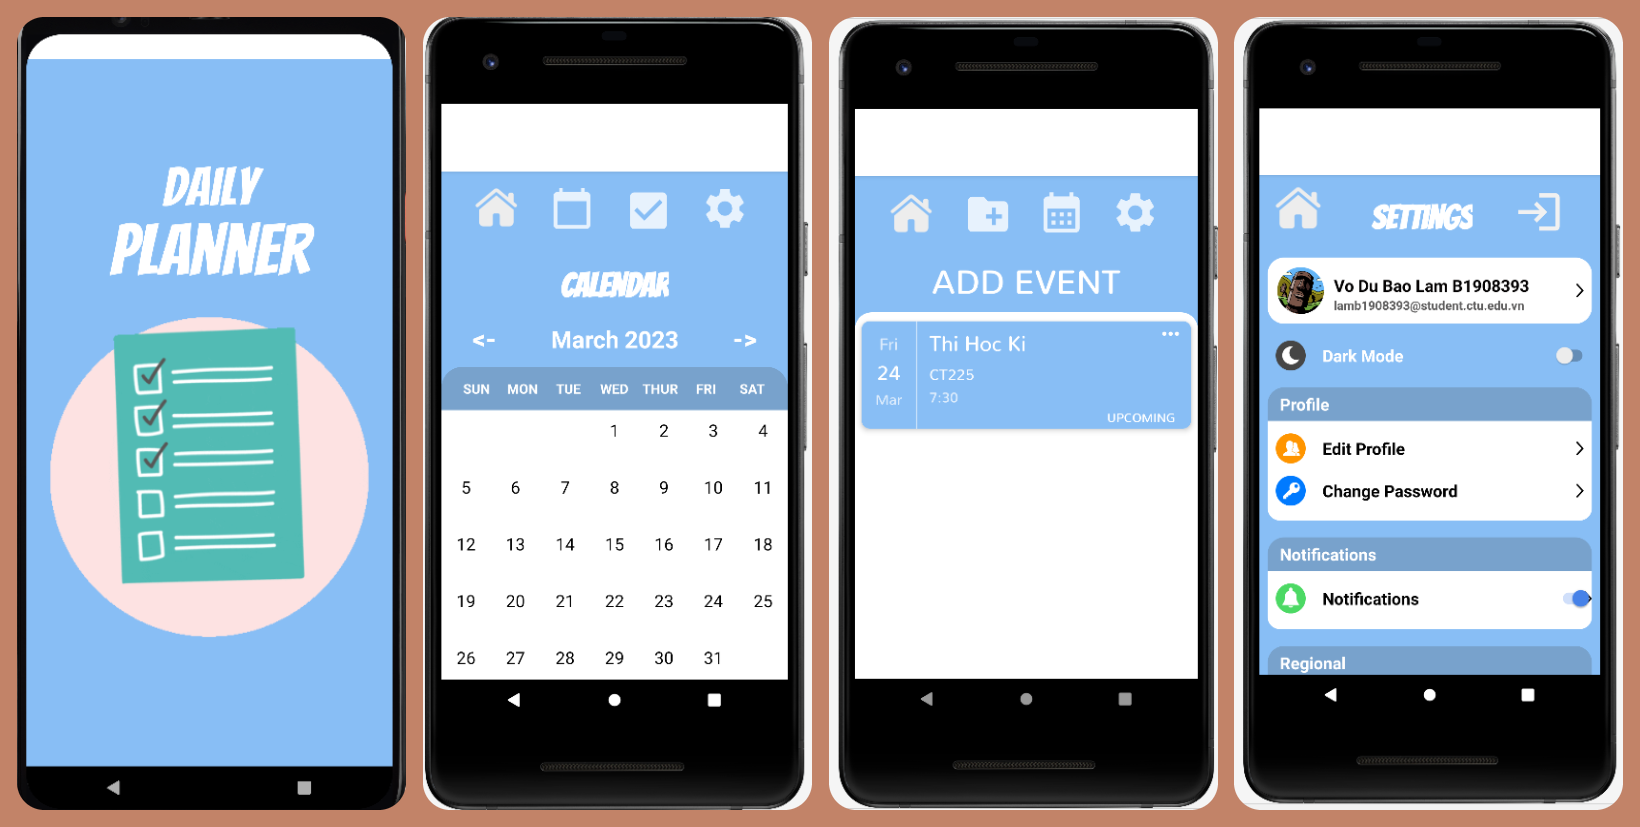 DAILY
PLANNER
CALENDAR
<- March 2023 ->
SUN MON TUE WED THUR FRI SAT
1 2 3 4
5 6 7 8 9 10 11
12 13 14 15 16 17 18
19 20 21 22 23 24 25
26 27 28 29 30 31
ADD EVENT
Fri
24
Mar
Thi Hoc Ki
CT225
7:30
UPCOMING
SETTINGS
Vo Du Bao Lam B1908393
lamb1908393@student.ctu.edu.vn
Dark Mode
Profile
Edit Profile
Change Password
Notifications
Notifications
Regional